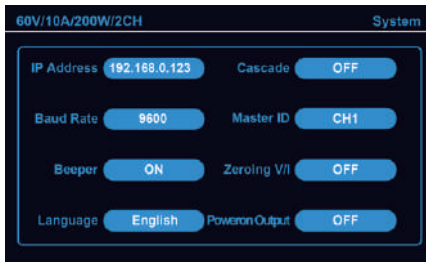 60V/10A/200W/2CH System
IP Address 192.168.0.123 Cascade OFF
Baud Rate 9600 Master ID CH1
Beeper ON Zeroing V/I OFF
Language English Poweron Output OFF